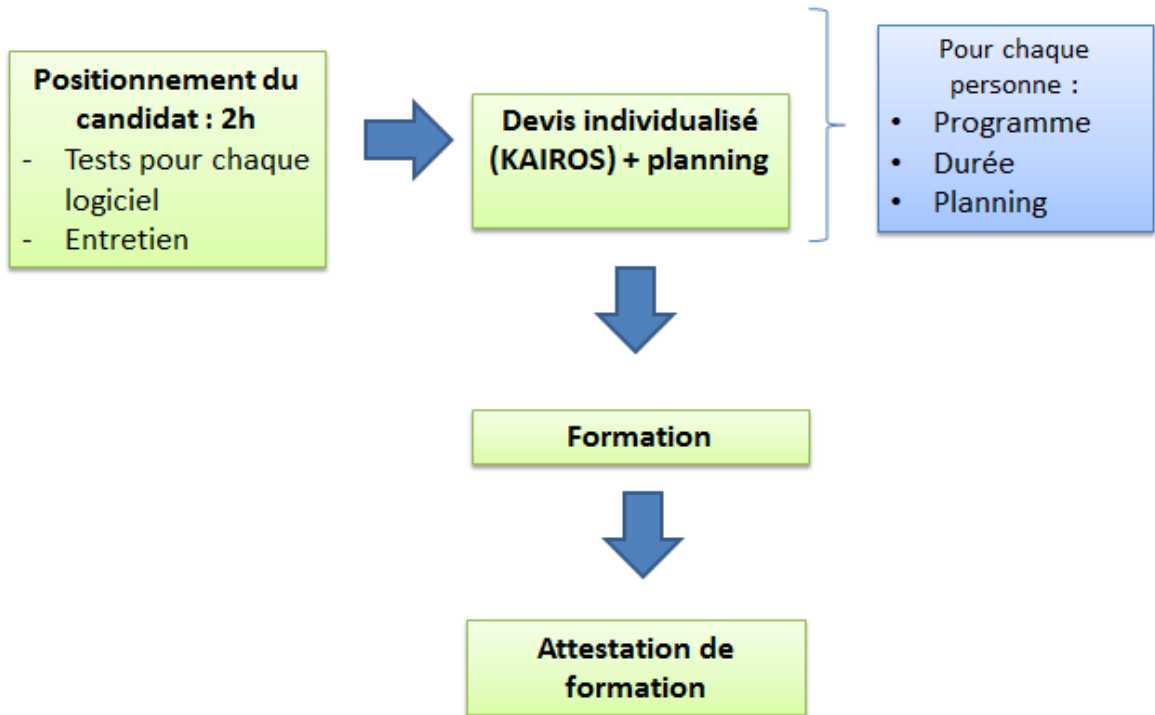 Positionnement du
candidat : 2h
- Tests pour chaque
logiciel
- Entretien
Devis individualisé
(KAIROS) + planning
Pour chaque
personne :
• Programme
• Durée
• Planning
Formation
Attestation de
formation